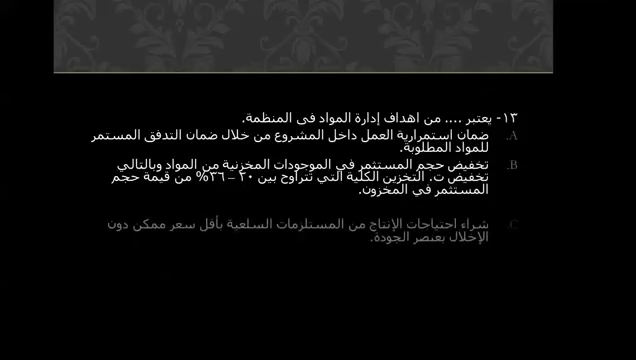 ١٣- يعتبر .... من اهداف إدارة المواد فى المنظمة.
A. ضمان استمرارية العمل داخل المشروع من خلال ضمان التدفق المستمر
للمواد المطلوبة.
B. تخفيض حجم المستثمر في الموجودات المخزنية من المواد وبالتالي
تخفيض ت. التخزين الكلية التي تتراوح بين ٢٠ – ٣٦% من قيمة حجم
المستثمر في المخزون.
C. شراء احتياجات الإنتاج من المستلزمات السلعية بأقل سعر ممكن دون
الإخلال بعنصر الجودة.